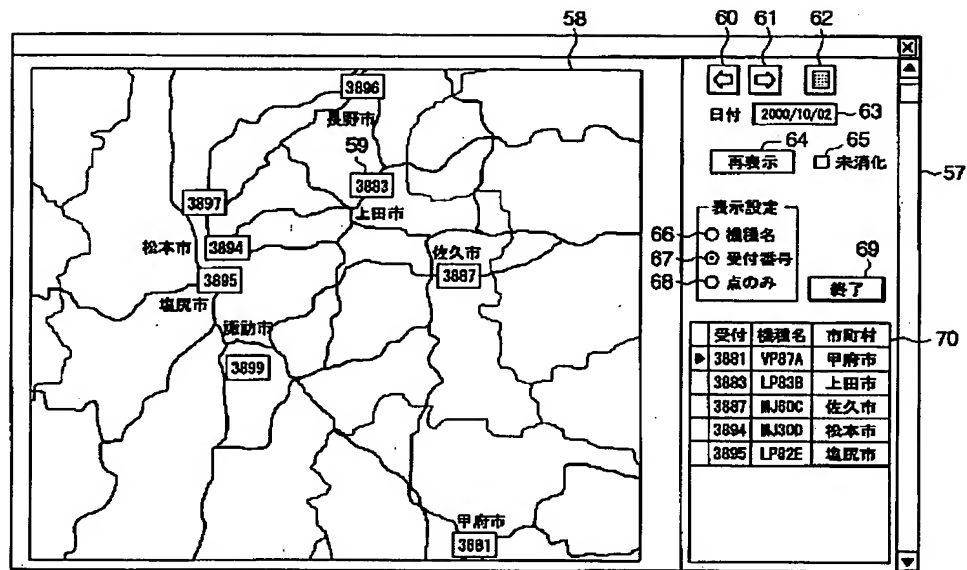 58
60 61 62
3896
長野市
59
3883
3897
上田市
松本市
3894
佐久市
3887
3895
塩尻市
諏訪市
3899
甲府市
3881
日付 2000/10/02 63
64 65
再表示 未消化
57
表示設定
66 機種名
67 受付番号
68 点のみ
69
終了
70
受付 機種名 市町村
3881 VP87A 甲府市
3883 LP83B 上田市
3887 MJ60C 佐久市
3894 MJ30D 松本市
3895 LP82E 塩尻市